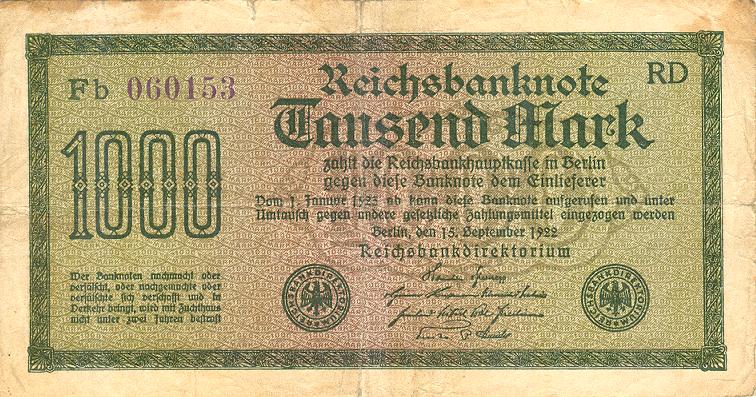 Fb 060153
RD
Reichsbanknote
Tausend Mark
1000
zahlt die Reichsbankhauptkasse in Berlin
gegen diese Banknote dem Einlieferer
Vom 1. Januar 1923 ab kann diese Banknote aufgerufen und unter
Umtausch gegen andere gesetzliche Zahlungsmittel eingezogen werden
Berlin, den 15. September 1922
Reichsbankdirektorium
Wer Banknoten nachmacht oder
verfälscht, oder nachgemachte oder
verfälschte sich verschafft und in
Verkehr bringt, wird mit Zuchthaus
nicht unter zwei Jahren bestraft
REICHSBANKDIREKTORIUM
REICHSBANKDIREKTORIUM